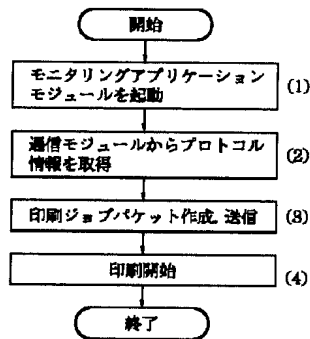 開始
モニタリングアプリケーション (1)
モジュールを起動
通信モジュールからプロトコル (2)
情報を取得
印刷ジョブパケット作成, 送信 (3)
印刷開始 (4)
終了